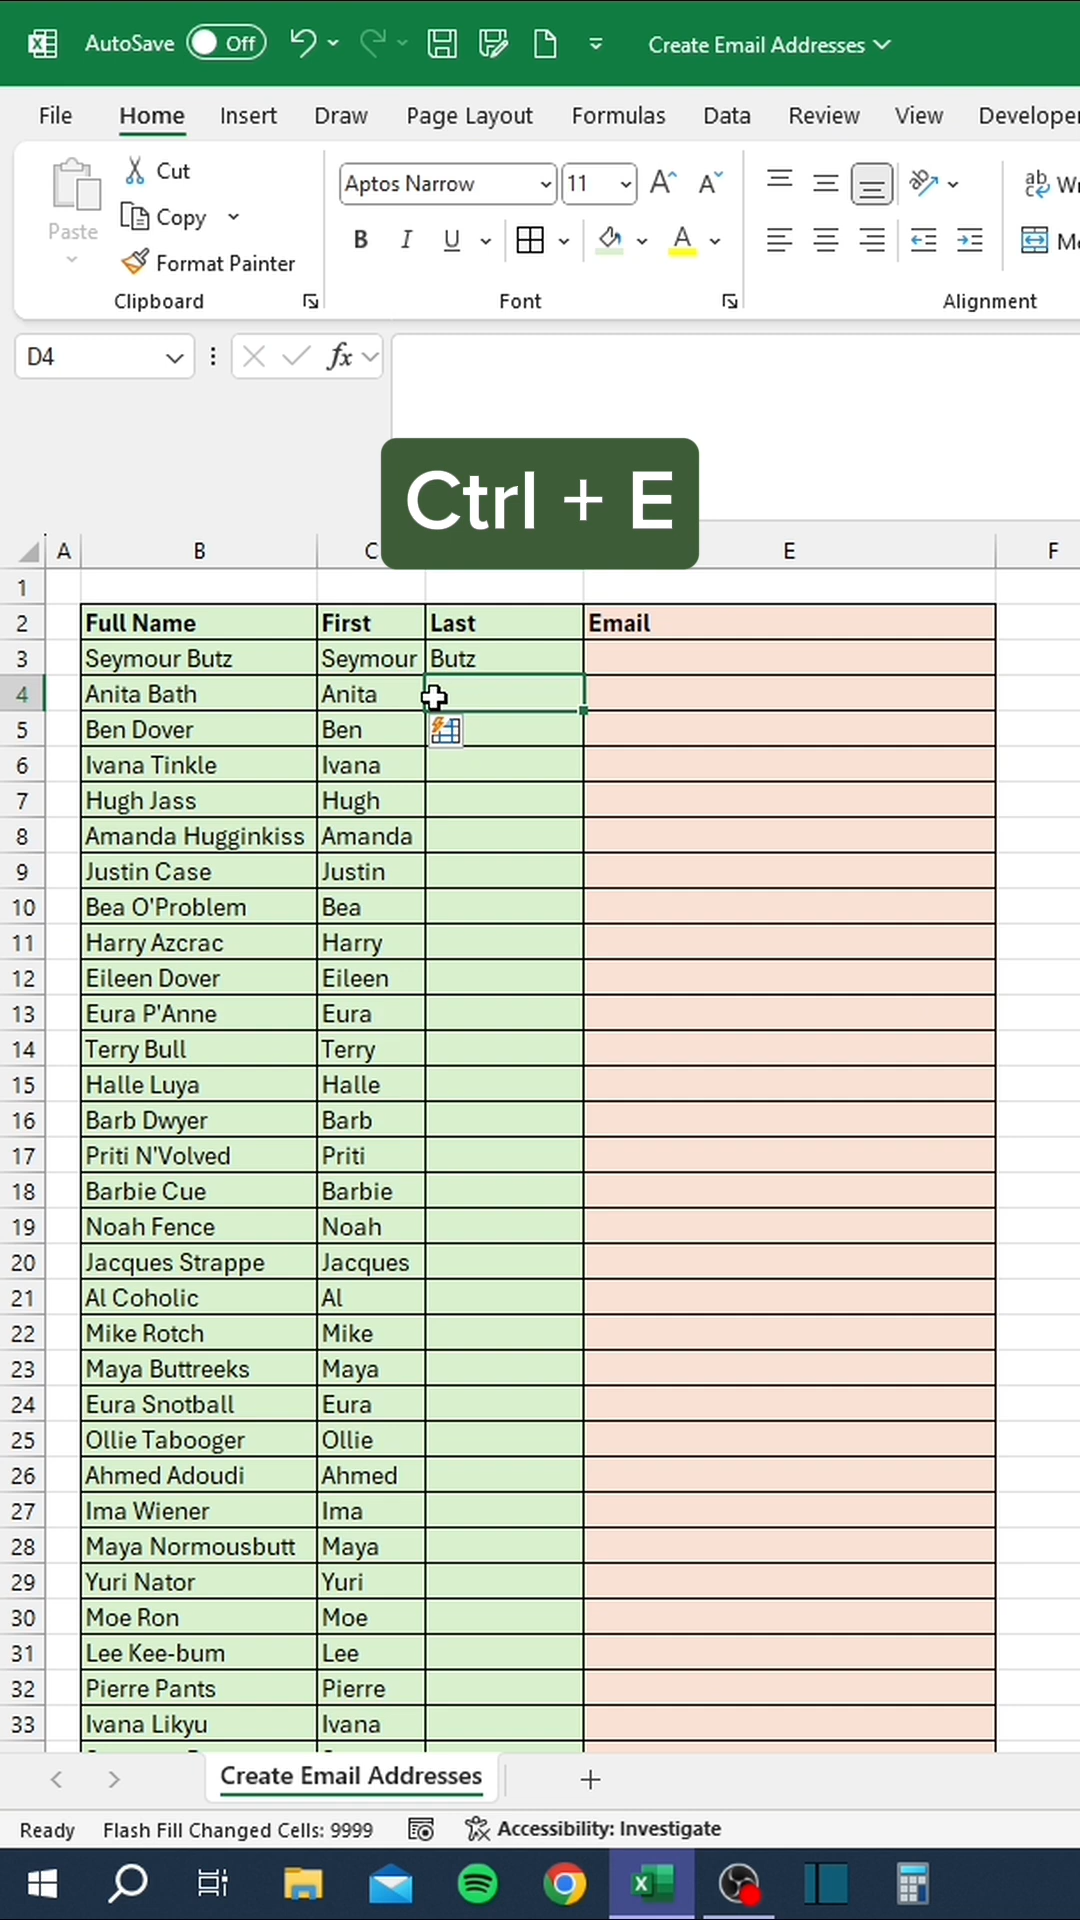 AutoSave Off Create Email Addresses
File Home Insert Draw Page Layout Formulas Data Review View Developer
Paste
Cut
Copy
Format Painter
Clipboard
Aptos Narrow 11 A A
B I U A
Font
ab
c
Alignment
D4 fx
Ctrl + E
A B C E F
1
2 Full Name First Last Email
3 Seymour Butz Seymour Butz
4 Anita Bath Anita
5 Ben Dover Ben
6 Ivana Tinkle Ivana
7 Hugh Jass Hugh
8 Amanda Hugginkiss Amanda
9 Justin Case Justin
10 Bea O'Problem Bea
11 Harry Azcrac Harry
12 Eileen Dover Eileen
13 Eura P'Anne Eura
14 Terry Bull Terry
15 Halle Luya Halle
16 Barb Dwyer Barb
17 Priti N'Volved Priti
18 Barbie Cue Barbie
19 Noah Fence Noah
20 Jacques Strappe Jacques
21 Al Coholic Al
22 Mike Rotch Mike
23 Maya Buttreeks Maya
24 Eura Snotball Eura
25 Ollie Tabooger Ollie
26 Ahmed Adoudi Ahmed
27 Ima Wiener Ima
28 Maya Normousbutt Maya
29 Yuri Nator Yuri
30 Moe Ron Moe
31 Lee Kee-bum Lee
32 Pierre Pants Pierre
33 Ivana Likyu Ivana
Create Email Addresses
Ready Flash Fill Changed Cells: 9999 Accessibility: Investigate